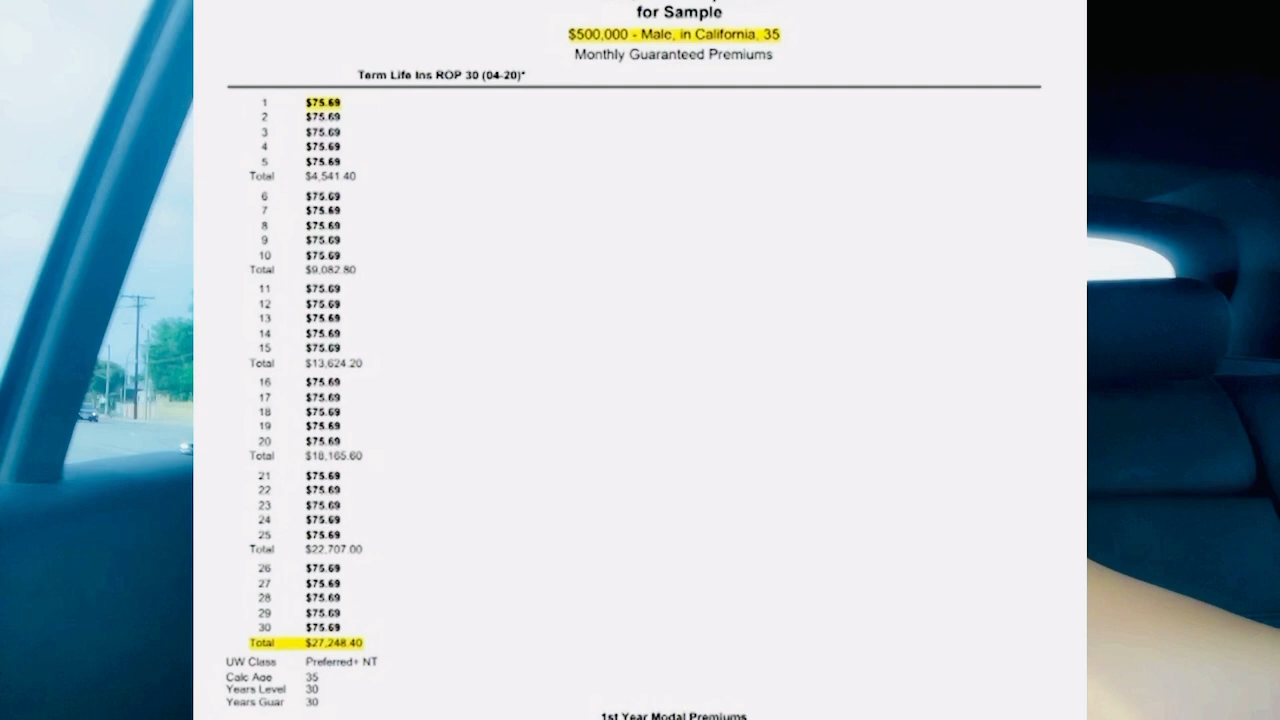 for Sample
$500,000 - Male, in California, 35
Monthly Guaranteed Premiums
Term Life Ins ROP 30 (04-20)*
1 $75.69
2 $75.69
3 $75.69
4 $75.69
5 $75.69
Total $4,541.40
6 $75.69
7 $75.69
8 $75.69
9 $75.69
10 $75.69
Total $9,082.80
11 $75.69
12 $75.69
13 $75.69
14 $75.69
15 $75.69
Total $13,624.20
16 $75.69
17 $75.69
18 $75.69
19 $75.69
20 $75.69
Total $18,165.60
21 $75.69
22 $75.69
23 $75.69
24 $75.69
25 $75.69
Total $22,707.00
26 $75.69
27 $75.69
28 $75.69
29 $75.69
30 $75.69
Total $27,248.40
UW Class Preferred+ NT
Calc Age 35
Years Level 30
Years Guar 30
1st Year Modal Premiums